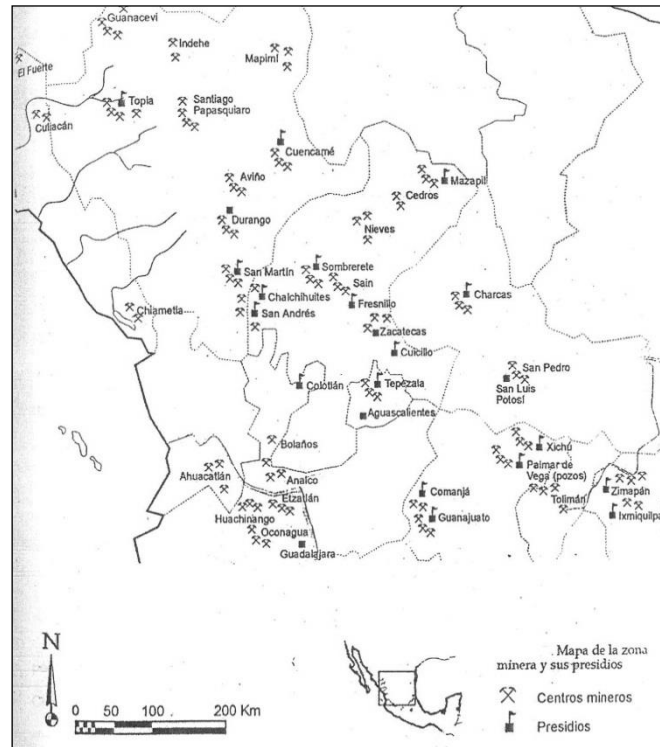 Guanacevi
Indehe
Mapimí
El Fuerte
Topia
Santiago
Papasquiaro
Culiacán
Cuencamé
Aviño
Mazapil
Cedros
Durango
Nieves
San Martín
Sombrerete
Sain
Chalchihuites
Fresnillo
Charcas
San Andrés
Chiametla
Zacatecas
Cuicillo
San Pedro
San Luis
Potosí
Colotlán
Tepezala
Aguascalientes
Bolaños
Xichú
Ahuacatlán
Analco
Palmar de
Vega (pozos)
Etzatlán
Comanjá
Tolimán
Zimapán
Huachinango
Guanajuato
Ixmiquilpa
Oconagua
Guadalajara
N
Mapa de la zona
minera y sus presidios
Centros mineros
Presidios
0 50 100 200 Km